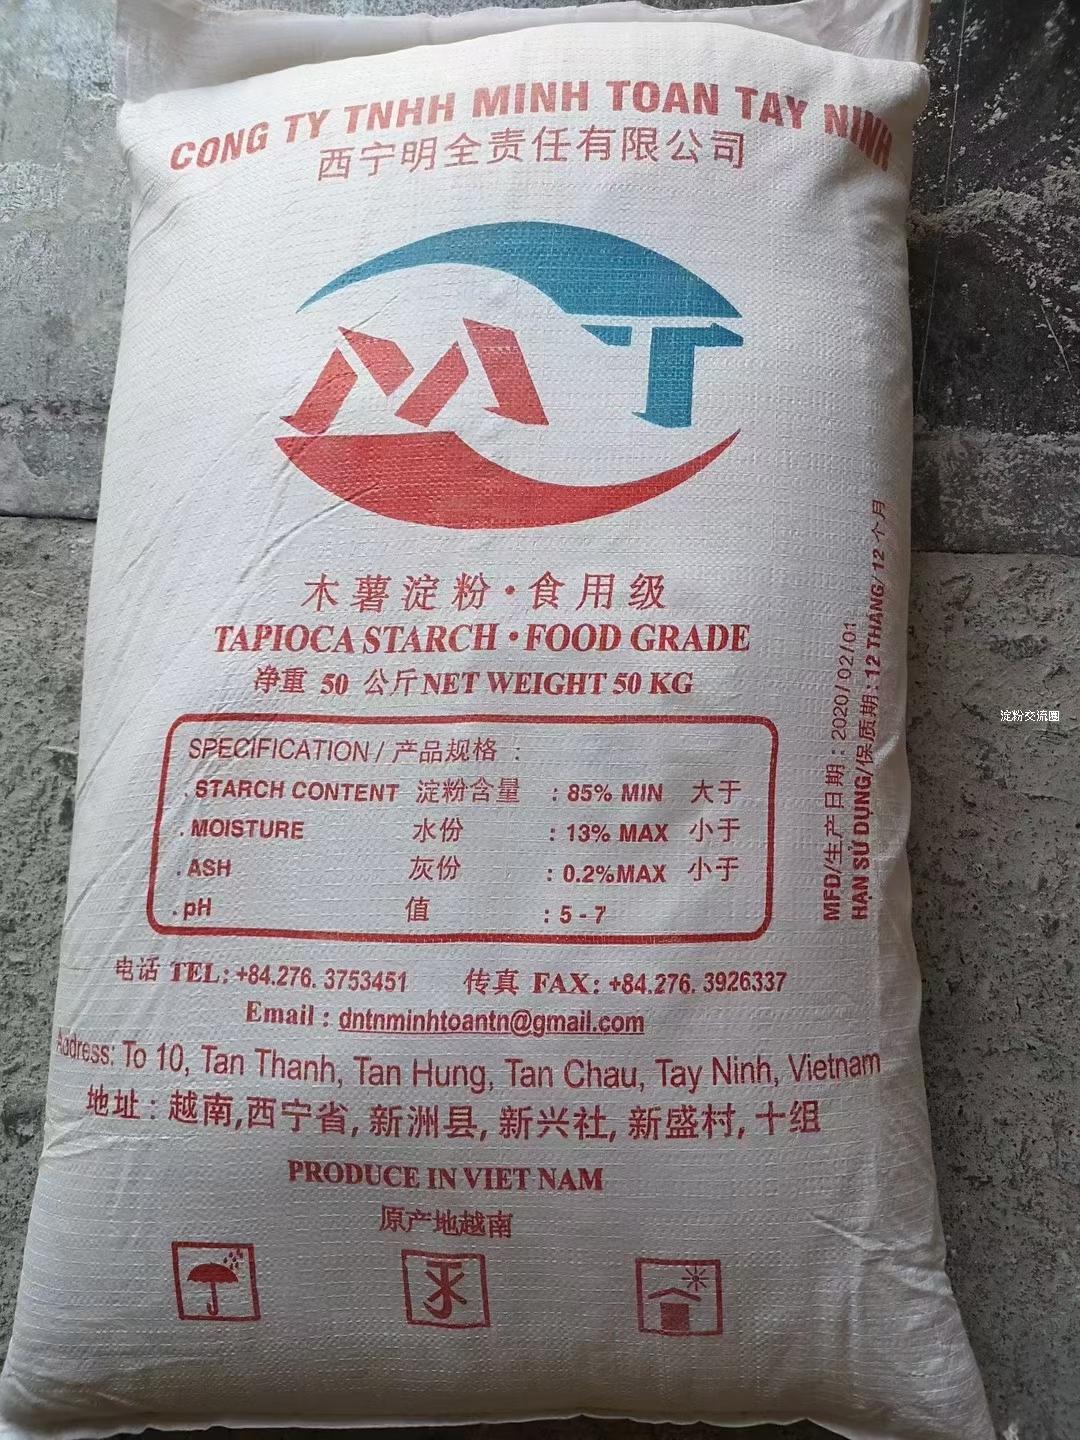 CONG TY TNHH MINH TOAN TAY NINH
西宁明全责任有限公司
MT
木薯淀粉·食用级
TAPIOCA STARCH • FOOD GRADE
净重 50 公斤 NET WEIGHT 50 KG
SPECIFICATION / 产品规格 :
. STARCH CONTENT 淀粉含量 : 85% MIN 大于
. MOISTURE 水份 : 13% MAX 小于
. ASH 灰份 : 0.2%MAX 小于
. pH 值 : 5 - 7
MFD/生产日期: 2020/02/01
HẠN SỬ DỤNG/保质期: 12 THÁNG/ 12 个月
淀粉交流圈
电话 TEL: +84.276. 3753451 传真 FAX: +84.276. 3926337
Email : dntnminhtoantn@gmail.com
Address: To 10, Tan Thanh, Tan Hung, Tan Chau, Tay Ninh, Vietnam
地址 : 越南,西宁省, 新洲县, 新兴社, 新盛村, 十组
PRODUCE IN VIET NAM
原产地越南